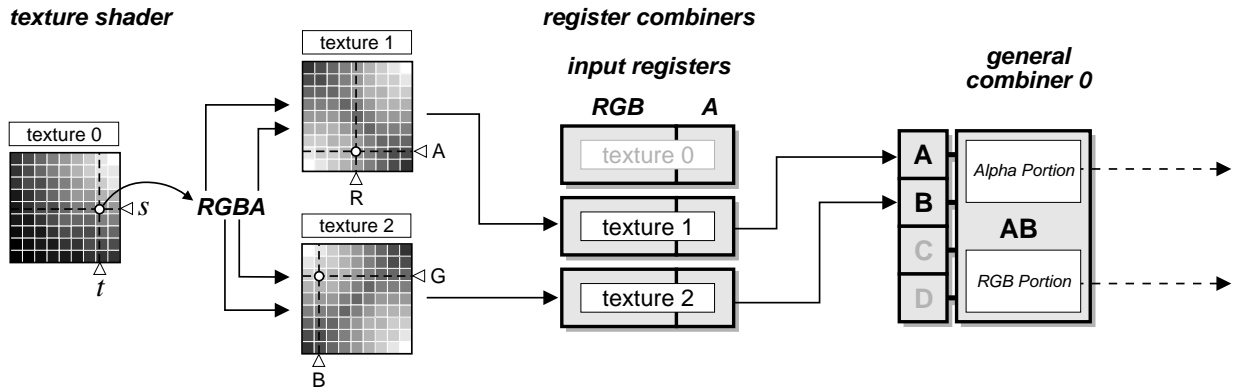 texture shader
register combiners
texture 0
s
t
RGBA
texture 1
A
R
texture 2
G
B
input registers
RGB
A
texture 0
texture 1
texture 2
general
combiner 0
A
B
C
D
Alpha Portion
AB
RGB Portion